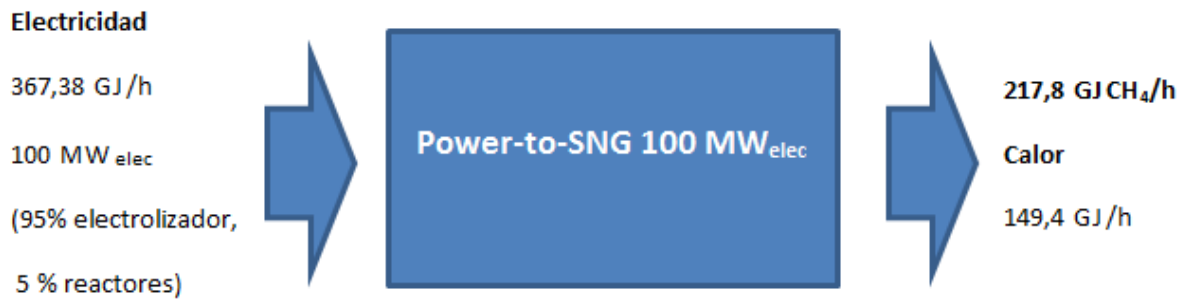 Electricidad
367,38 GJ/h
100 MW elec
(95% electrolizador,
5 % reactores)
Power-to-SNG 100 MWelec
217,8 GJ CH4/h
Calor
149,4 GJ/h